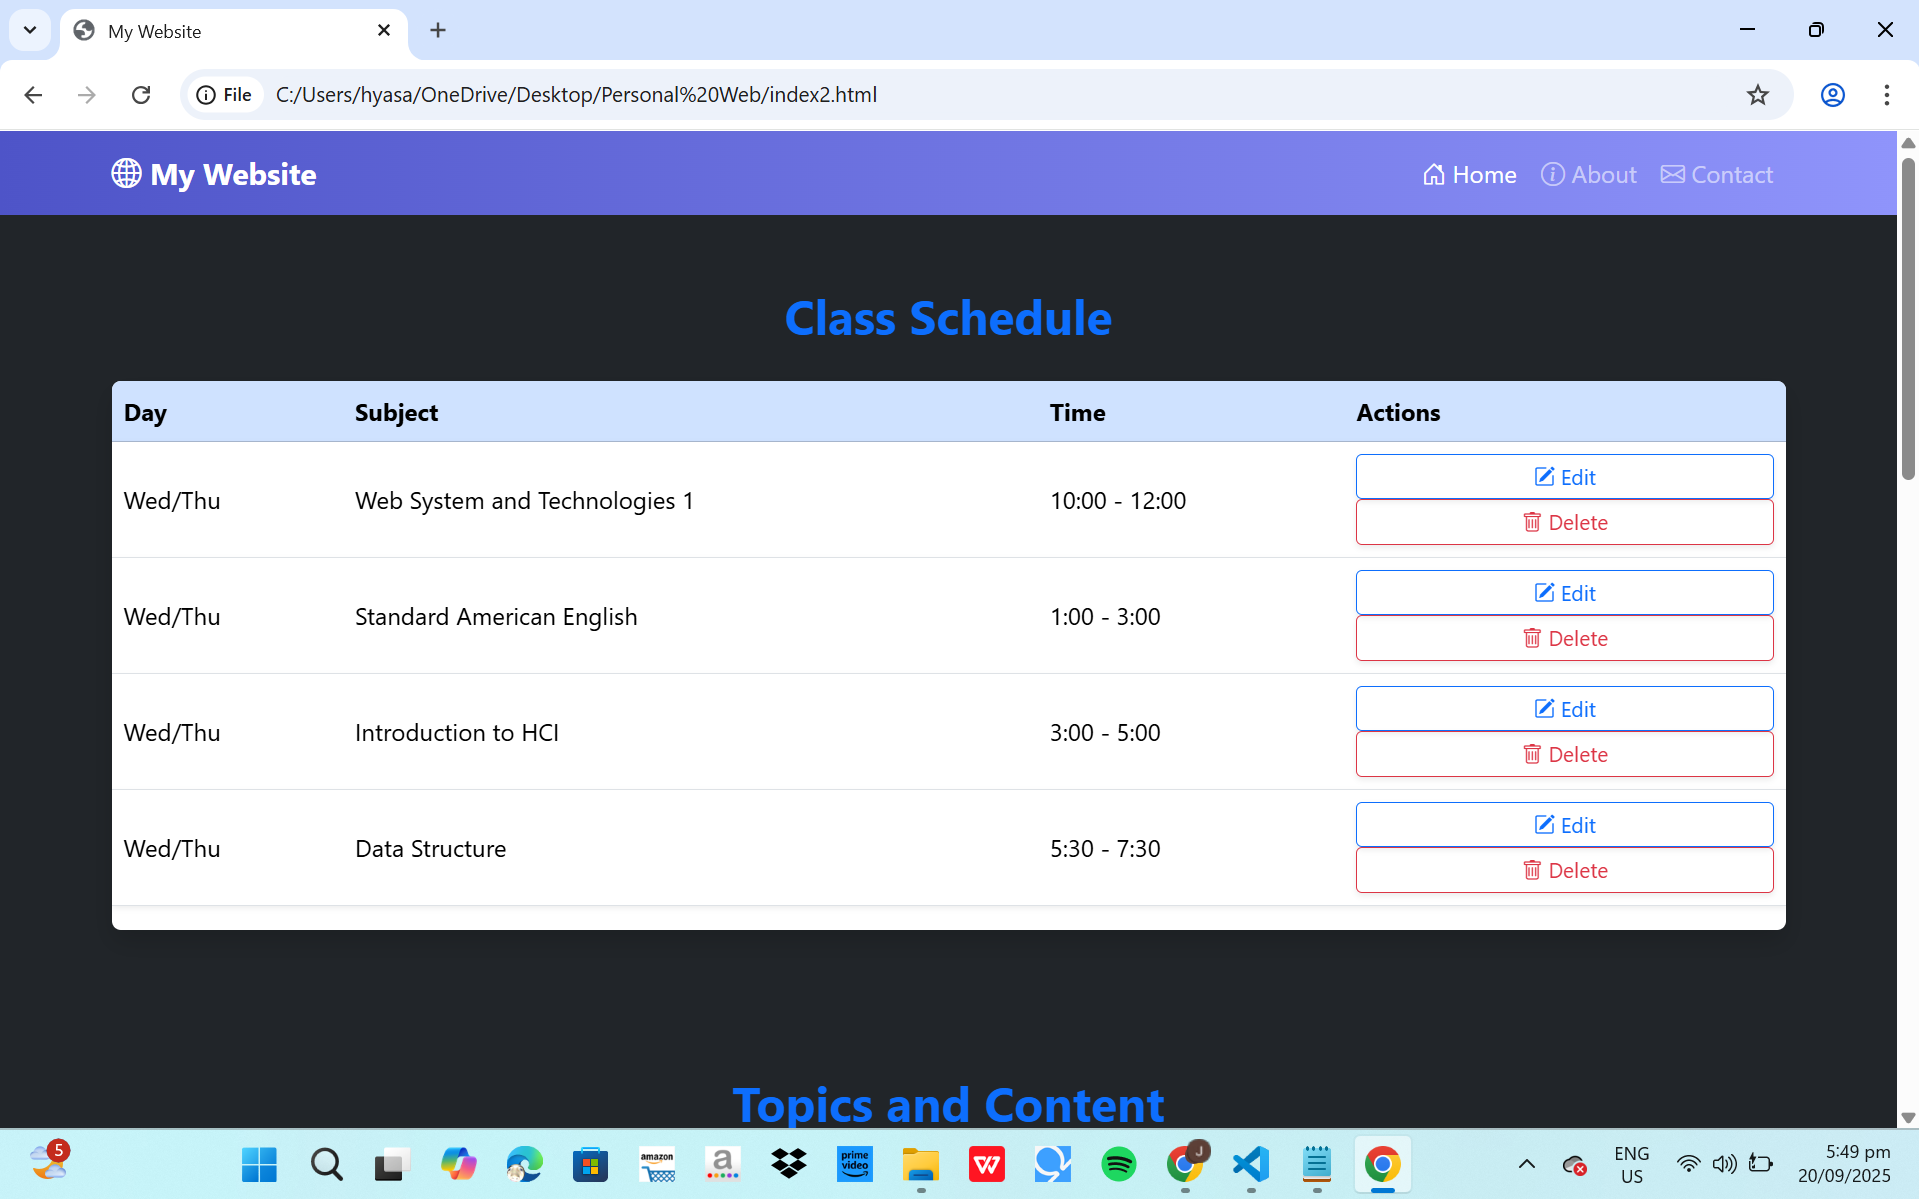 My Website
File C:/Users/hyasa/OneDrive/Desktop/Personal%20Web/index2.html
My Website Home About Contact
Class Schedule
Day Subject Time Actions
Wed/Thu Web System and Technologies 1 10:00 - 12:00 Edit
Delete
Wed/Thu Standard American English 1:00 - 3:00 Edit
Delete
Wed/Thu Introduction to HCI 3:00 - 5:00 Edit
Delete
Wed/Thu Data Structure 5:30 - 7:30 Edit
Delete
Topics and Content
5
amazon
a
prime video
W
J
ENG
US
5:49 pm
20/09/2025